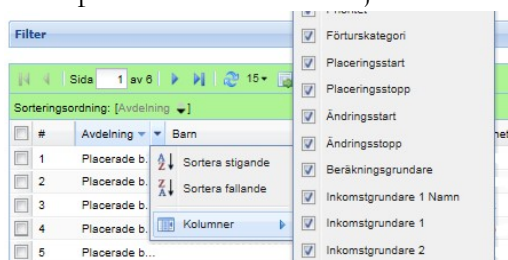 Filter
Sida 1 av 6 15
Sorteringsordning: [Avdelning]
# Avdelning Barn
1 Placerade b...
2 Placerade b...
3 Placerade b...
4 Placerade b...
5 Placerade b...
Sortera stigande
Sortera fallande
Kolumner
Prioritet
Förturskategori
Placeringsstart
Placeringsstopp
Ändringsstart
Ändringsstopp
Beräkningsgrundare
Inkomstgrundare 1 Namn
Inkomstgrundare 1
Inkomstgrundare 2